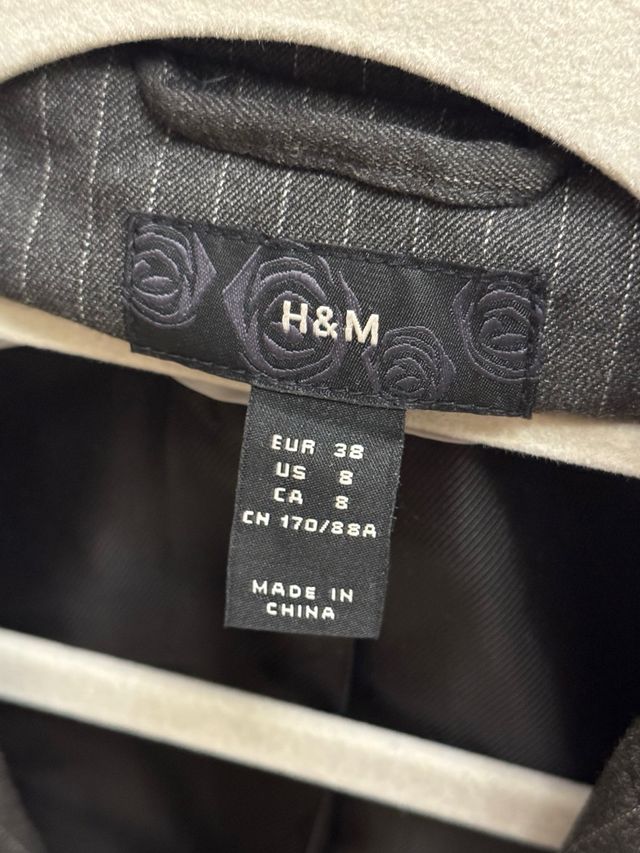 H&M
EUR 38
US 8
CA 8
CN 170/88A
MADE IN
CHINA